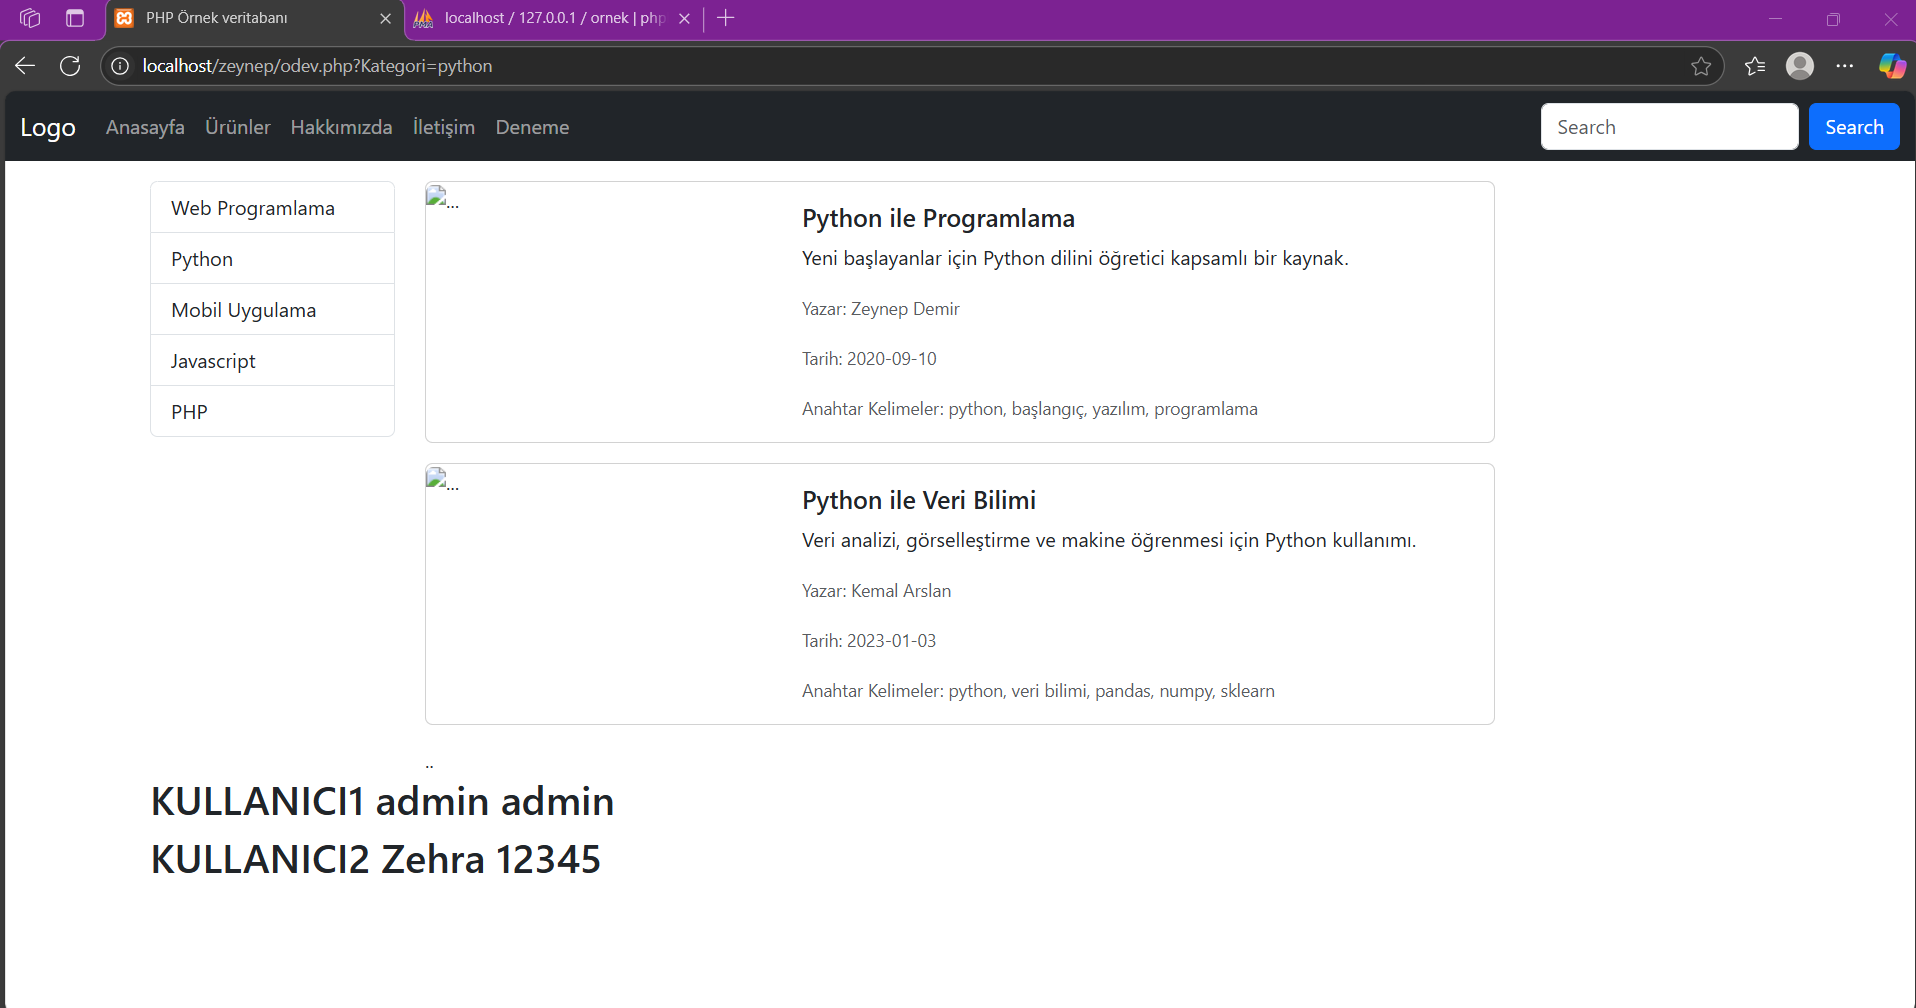 PHP Örnek veritabanı
localhost / 127.0.0.1 / ornek | php
localhost/zeynep/odev.php?Kategori=python
Logo Anasayfa Ürünler Hakkımızda İletişim Deneme Search Search
Web Programlama
Python
Mobil Uygulama
Javascript
PHP
...
Python ile Programlama
Yeni başlayanlar için Python dilini öğretici kapsamlı bir kaynak.
Yazar: Zeynep Demir
Tarih: 2020-09-10
Anahtar Kelimeler: python, başlangıç, yazılım, programlama
...
Python ile Veri Bilimi
Veri analizi, görselleştirme ve makine öğrenmesi için Python kullanımı.
Yazar: Kemal Arslan
Tarih: 2023-01-03
Anahtar Kelimeler: python, veri bilimi, pandas, numpy, sklearn
..
KULLANICI1 admin admin
KULLANICI2 Zehra 12345